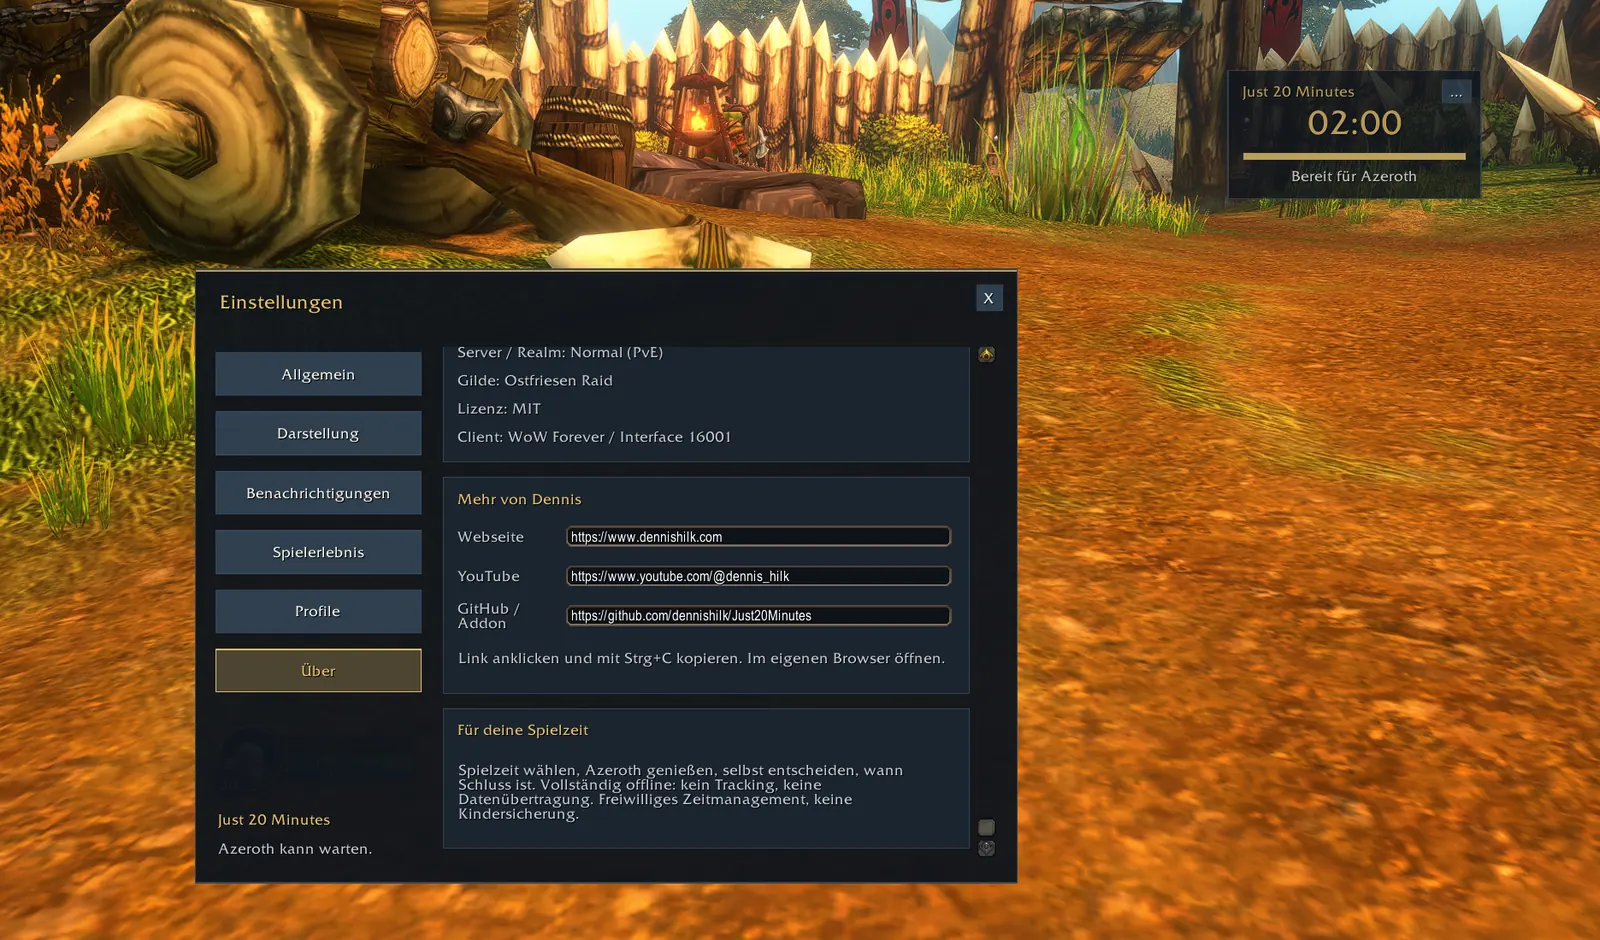 Just 20 Minutes
...
02:00
Bereit für Azeroth
Einstellungen
X
Allgemein
Darstellung
Benachrichtigungen
Spielerlebnis
Profile
Über
Just 20 Minutes
Azeroth kann warten.
Server / Realm: Normal (PvE)
Gilde: Ostfriesen Raid
Lizenz: MIT
Client: WoW Forever / Interface 16001
Mehr von Dennis
Webseite
https://www.dennishilk.com
YouTube
https://www.youtube.com/@dennis_hilk
GitHub /
Addon
https://github.com/dennishilk/Just20Minutes
Link anklicken und mit Strg+C kopieren. Im eigenen Browser öffnen.
Für deine Spielzeit
Spielzeit wählen, Azeroth genießen, selbst entscheiden, wann
Schluss ist. Vollständig offline: kein Tracking, keine
Datenübertragung. Freiwilliges Zeitmanagement, keine
Kindersicherung.